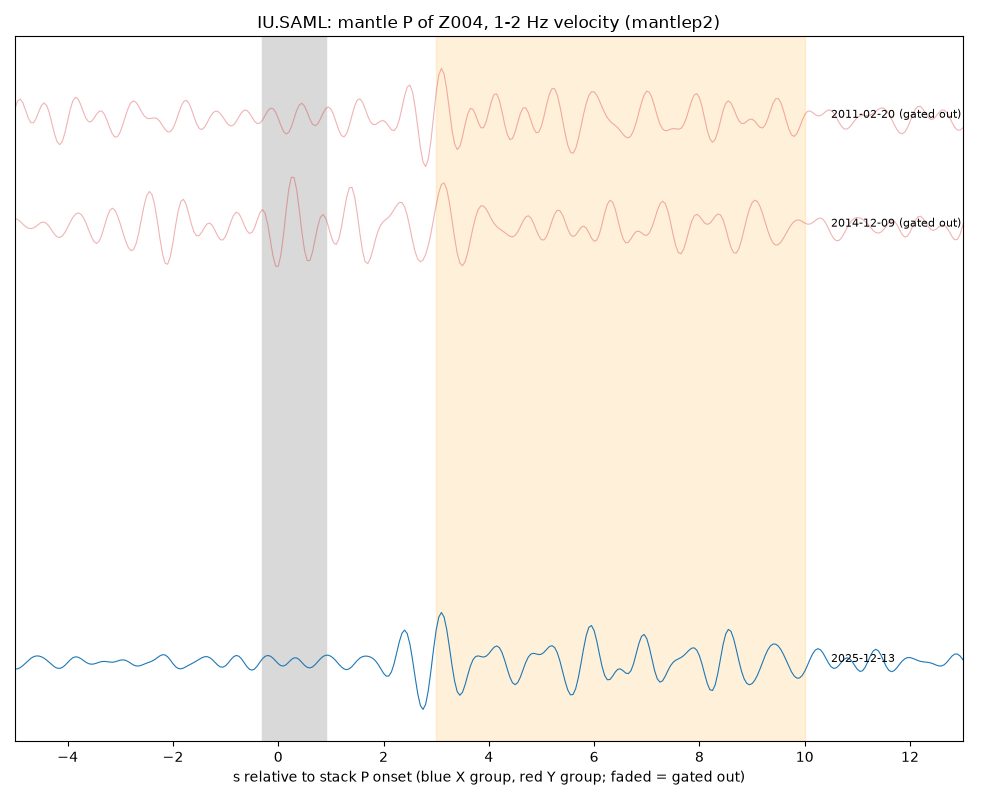 IU.SAML: mantle P of Z004, 1-2 Hz velocity (mantlep2)
2011-02-20 (gated out)
2014-12-09 (gated out)
2025-12-13
−4 −2 0 2 4 6 8 10 12
s relative to stack P onset (blue X group, red Y group; faded = gated out)